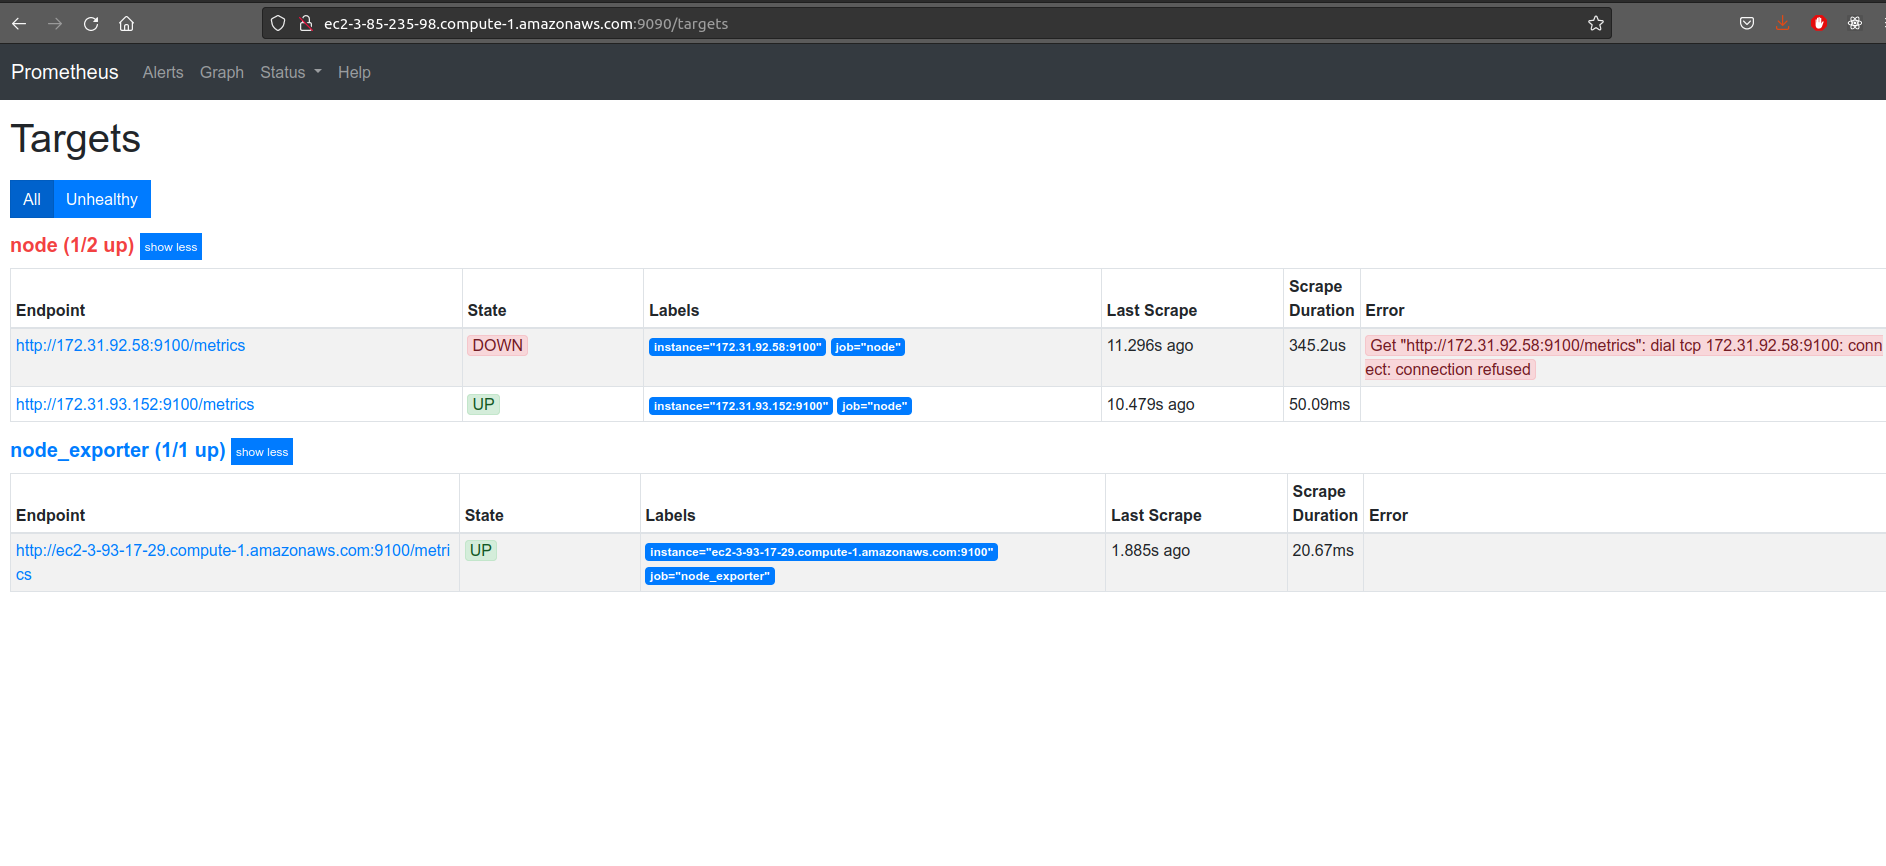 ec2-3-85-235-98.compute-1.amazonaws.com:9090/targets
Prometheus Alerts Graph Status Help
Targets
All Unhealthy
node (1/2 up) show less
Endpoint State Labels Last Scrape Scrape Duration Error
http://172.31.92.58:9100/metrics DOWN instance="172.31.92.58:9100" job="node" 11.296s ago 345.2us Get "http://172.31.92.58:9100/metrics": dial tcp 172.31.92.58:9100: conn
ect: connection refused
http://172.31.93.152:9100/metrics UP instance="172.31.93.152:9100" job="node" 10.479s ago 50.09ms
node_exporter (1/1 up) show less
Endpoint State Labels Last Scrape Scrape Duration Error
http://ec2-3-93-17-29.compute-1.amazonaws.com:9100/metri UP instance="ec2-3-93-17-29.compute-1.amazonaws.com:9100" 1.885s ago 20.67ms
cs job="node_exporter"